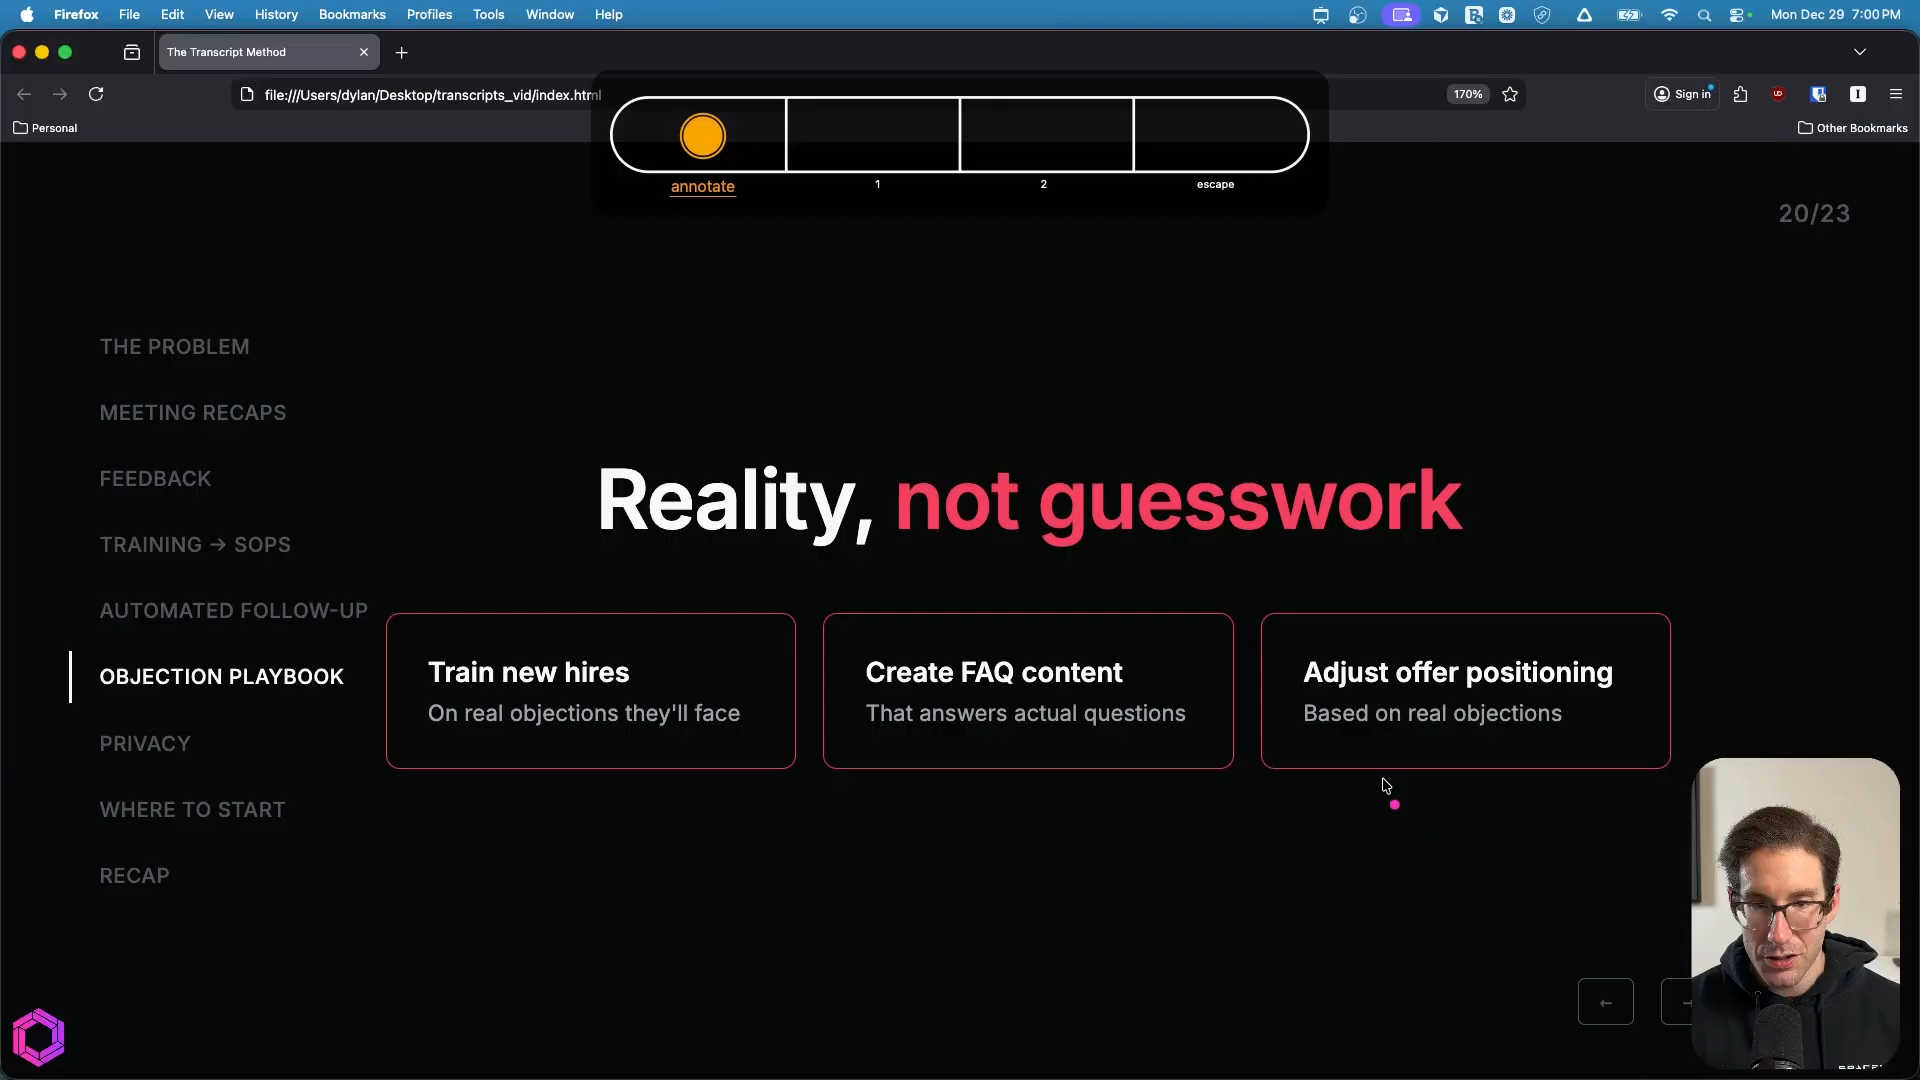 Firefox File Edit View History Bookmarks Profiles Tools Window Help Mon Dec 29 7:00 PM
The Transcript Method
file:///Users/dylan/Desktop/transcripts_vid/index.html 170% Sign in
Personal Other Bookmarks
annotate 1 2 escape
20/23
THE PROBLEM
MEETING RECAPS
FEEDBACK
TRAINING → SOPS
AUTOMATED FOLLOW-UP
OBJECTION PLAYBOOK
PRIVACY
WHERE TO START
RECAP
Reality, not guesswork
Train new hires
On real objections they'll face
Create FAQ content
That answers actual questions
Adjust offer positioning
Based on real objections